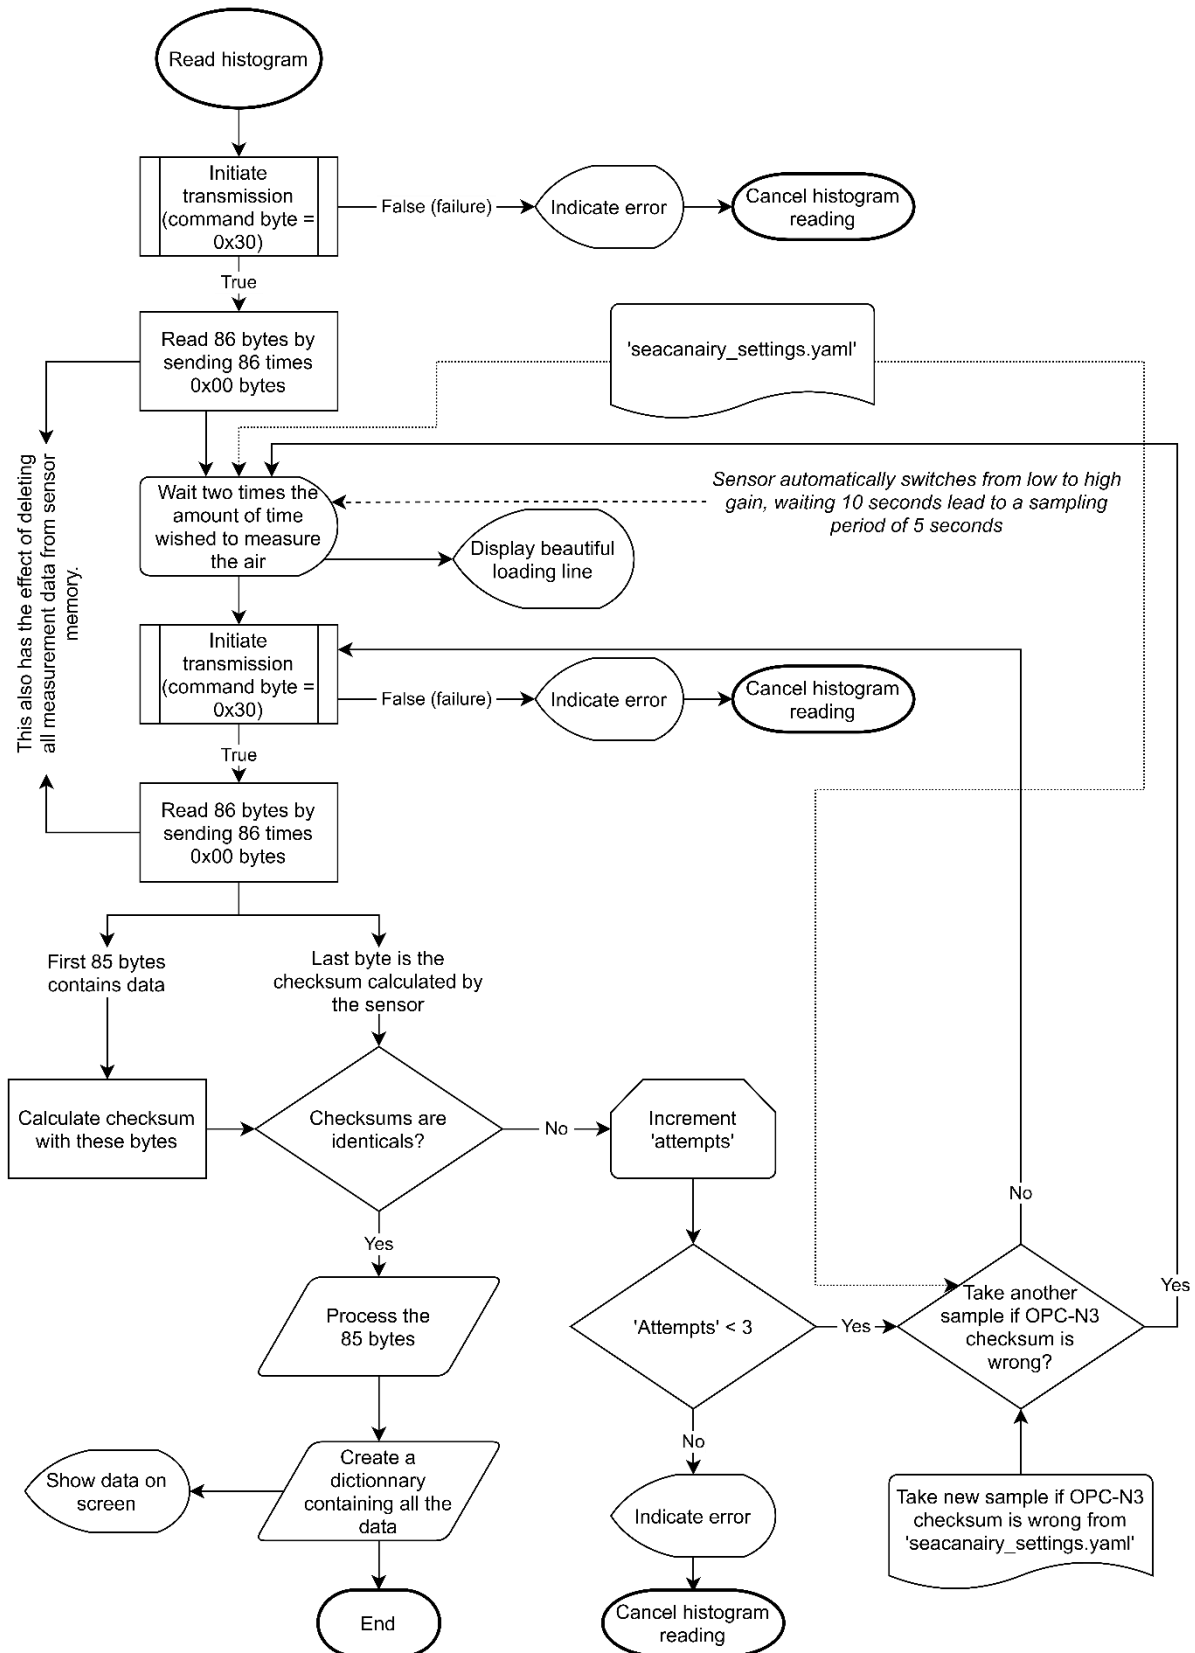 Read histogram
Initiate
transmission
(command byte =
0x30)
False (failure)
Indicate error
Cancel histogram
reading
True
Read 86 bytes by
sending 86 times
0x00 bytes
'seacanairy_settings.yaml'
This also has the effect of deleting
all measurement data from sensor
memory.
Wait two times the
amount of time
wished to measure
the air
Sensor automatically switches from low to high
gain, waiting 10 seconds lead to a sampling
period of 5 seconds
Display beautiful
loading line
Initiate
transmission
(command byte =
0x30)
False (failure)
Indicate error
Cancel histogram
reading
True
Read 86 bytes by
sending 86 times
0x00 bytes
First 85 bytes
contains data
Last byte is the
checksum calculated by
the sensor
Calculate checksum
with these bytes
Checksums are
identicals?
No
Increment
'attempts'
No
Yes
Yes
Process the
85 bytes
'Attempts' < 3
Yes
Take another
sample if OPC-N3
checksum is
wrong?
No
Show data on
screen
Create a
dictionnary
containing all the
data
Indicate error
Take new sample if OPC-N3
checksum is wrong from
'seacanairy_settings.yaml'
End
Cancel histogram
reading